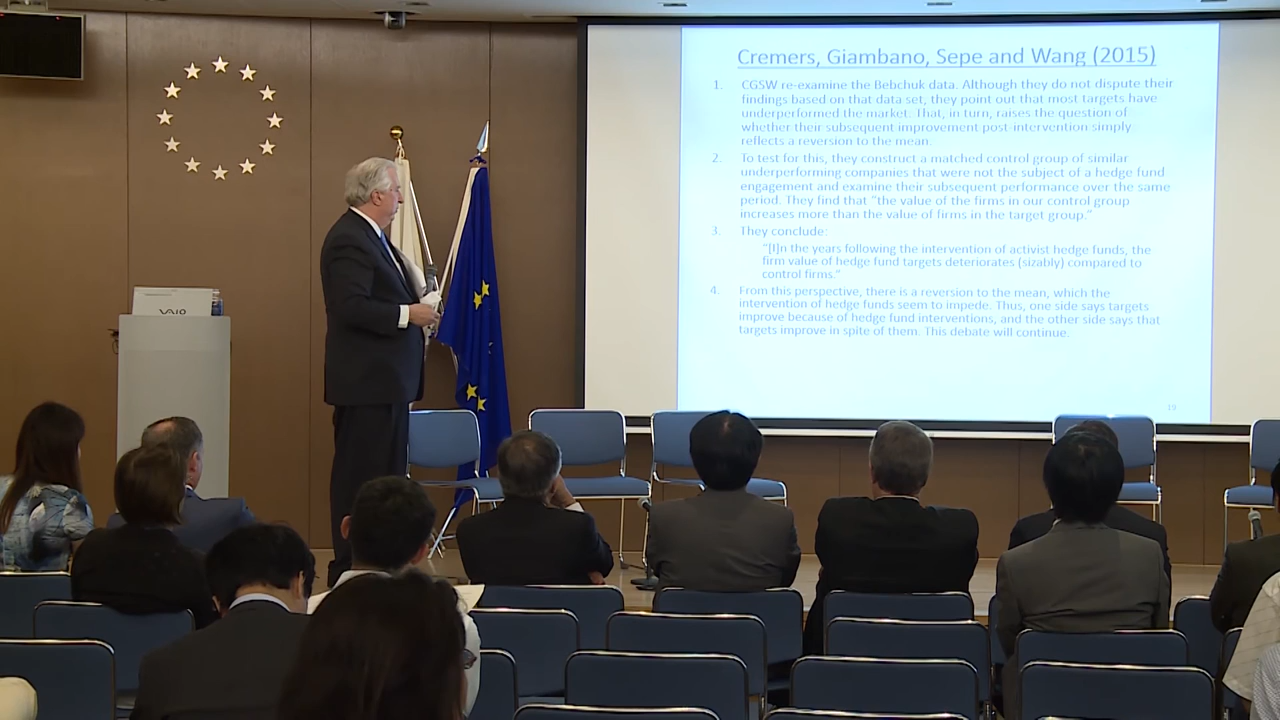 Cremers, Giambano, Sepe and Wang (2015)
1. CGSW re-examine the Bebchuk data. Although they do not dispute their
findings based on that data set, they point out that most targets have
underperformed the market. That, in turn, raises the question of
whether their subsequent improvement post-intervention simply
reflects a reversion to the mean.
2. To test for this, they construct a matched control group of similar
underperforming companies that were not the subject of a hedge fund
engagement and examine their subsequent performance over the same
period. They find that "the value of the firms in our control group
increases more than the value of firms in the target group."
3. They conclude:
"[I]n the years following the intervention of activist hedge funds, the
firm value of hedge fund targets deteriorates (sizably) compared to
control firms."
4. From this perspective, there is a reversion to the mean, which the
intervention of hedge funds seem to impede. Thus, one side says targets
improve because of hedge fund interventions, and the other side says that
targets improve in spite of them. This debate will continue.
19
VAIO